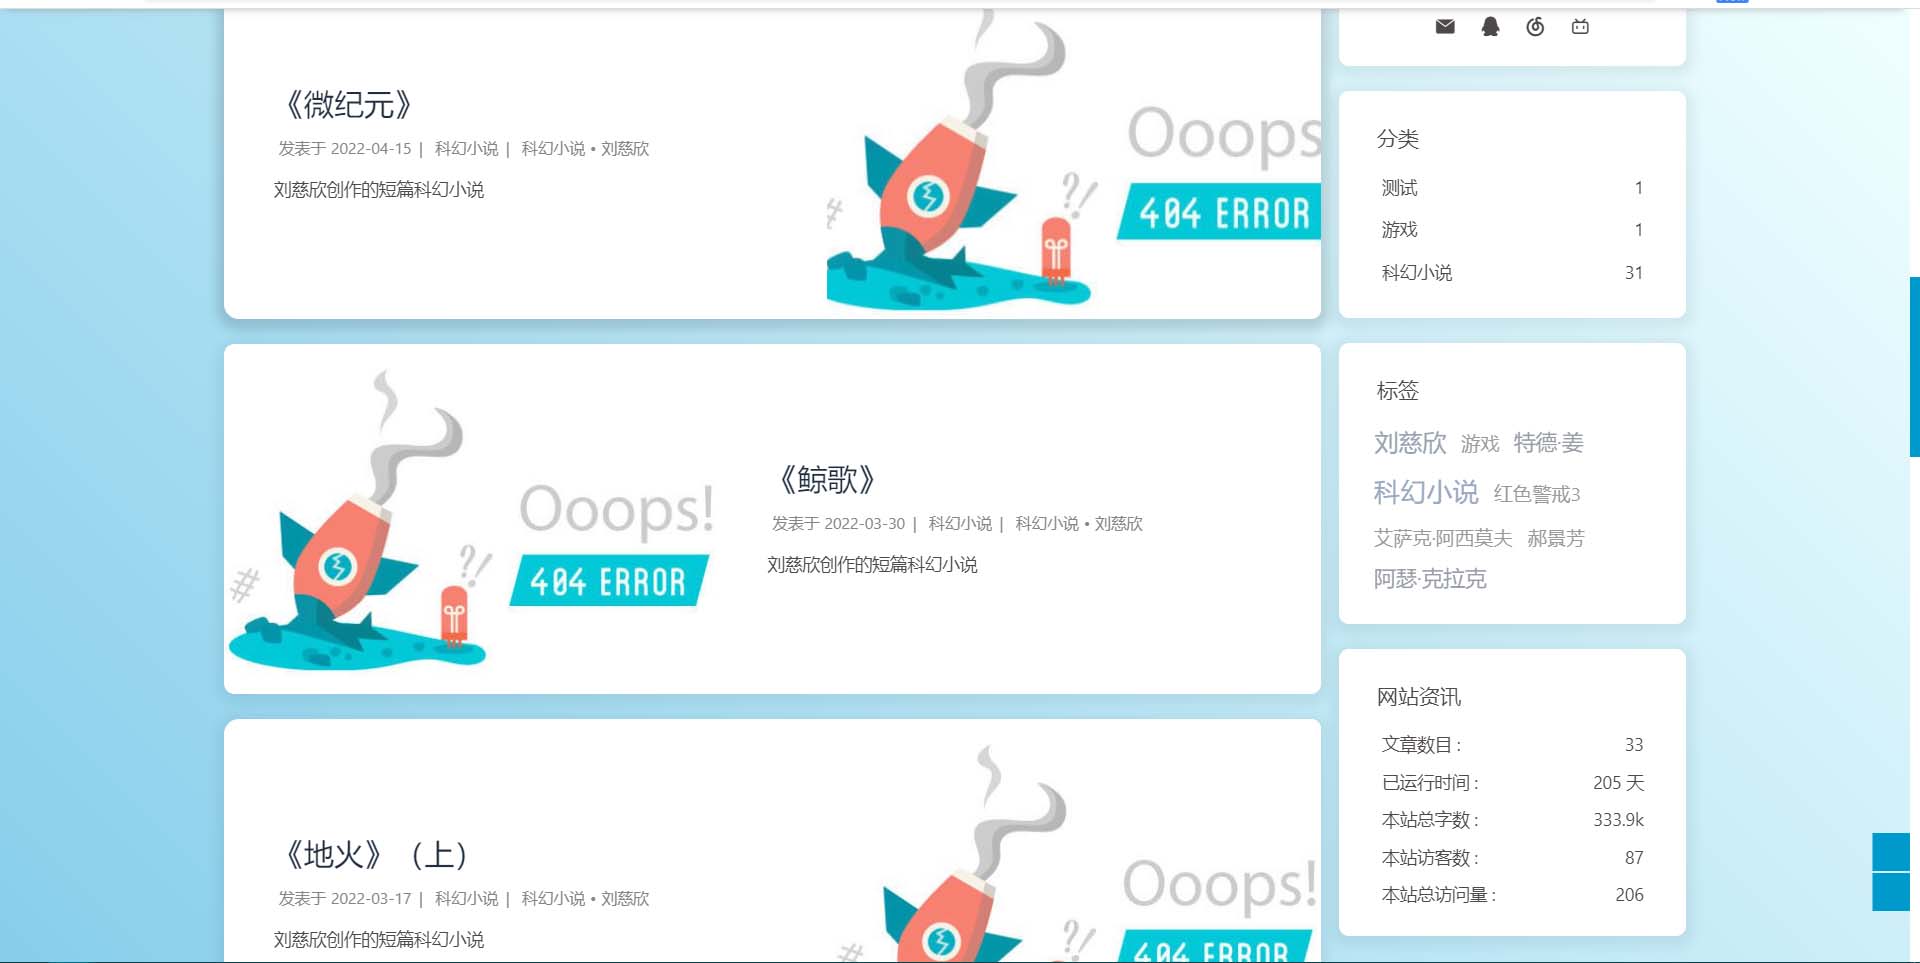 《微纪元》
发表于 2022-04-15 | 科幻小说 | 科幻小说 • 刘慈欣
刘慈欣创作的短篇科幻小说
#
?!
Ooops
404 ERROR
#
?!
Ooops!
404 ERROR
《鲸歌》
发表于 2022-03-30 | 科幻小说 | 科幻小说 • 刘慈欣
刘慈欣创作的短篇科幻小说
《地火》（上）
发表于 2022-03-17 | 科幻小说 | 科幻小说 • 刘慈欣
刘慈欣创作的短篇科幻小说
#
?!
Ooops!
404 ERROR
分类
测试 1
游戏 1
科幻小说 31
标签
刘慈欣 游戏 特德·姜
科幻小说 红色警戒3
艾萨克·阿西莫夫 郝景芳
阿瑟·克拉克
网站资讯
文章数目 : 33
已运行时间 : 205 天
本站总字数 : 333.9k
本站访客数 : 87
本站总访问量 : 206